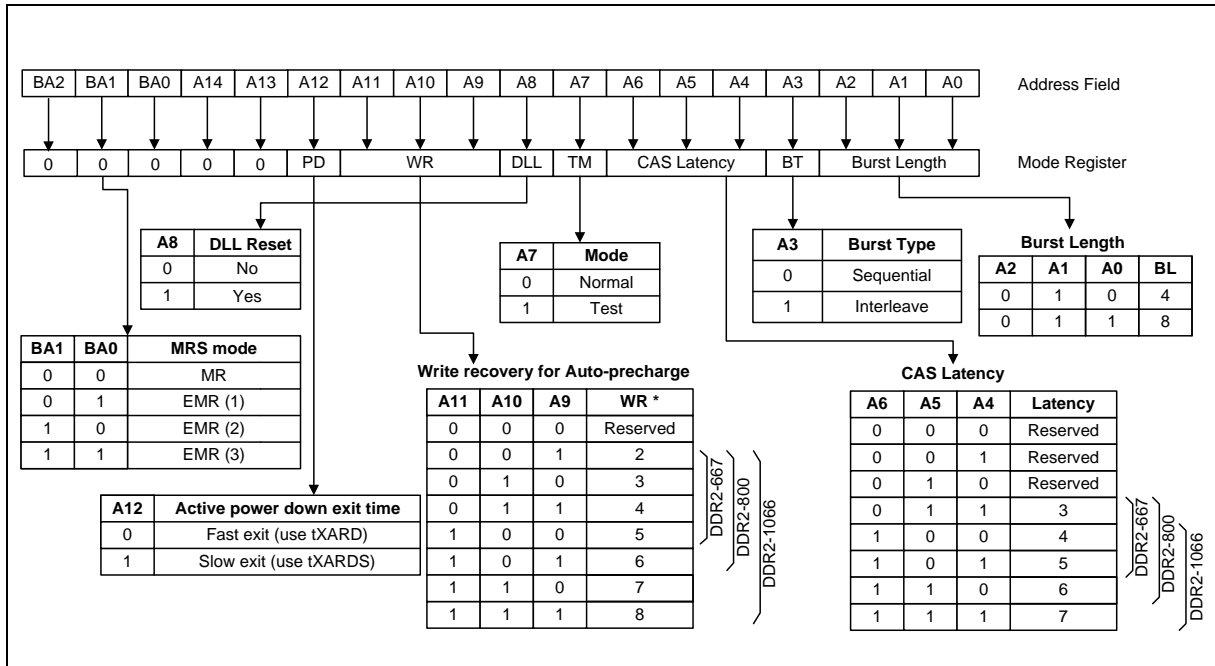 BA2 BA1 BA0 A14 A13 A12 A11 A10 A9 A8 A7 A6 A5 A4 A3 A2 A1 A0 Address Field
0 0 0 0 0 PD WR DLL TM CAS Latency BT Burst Length Mode Register
A8 DLL Reset
0 No
1 Yes
A7 Mode
0 Normal
1 Test
A3 Burst Type
0 Sequential
1 Interleave
Burst Length
A2 A1 A0 BL
0 1 0 4
0 1 1 8
BA1 BA0 MRS mode
0 0 MR
0 1 EMR (1)
1 0 EMR (2)
1 1 EMR (3)
A12 Active power down exit time
0 Fast exit (use tXARD)
1 Slow exit (use tXARDS)
Write recovery for Auto-precharge
A11 A10 A9 WR *
0 0 0 Reserved
0 0 1 2
0 1 0 3
0 1 1 4
1 0 0 5
1 0 1 6
1 1 0 7
1 1 1 8
DDR2-667
DDR2-800
DDR2-1066
CAS Latency
A6 A5 A4 Latency
0 0 0 Reserved
0 0 1 Reserved
0 1 0 Reserved
0 1 1 3
1 0 0 4
1 0 1 5
1 1 0 6
1 1 1 7
DDR2-667
DDR2-800
DDR2-1066